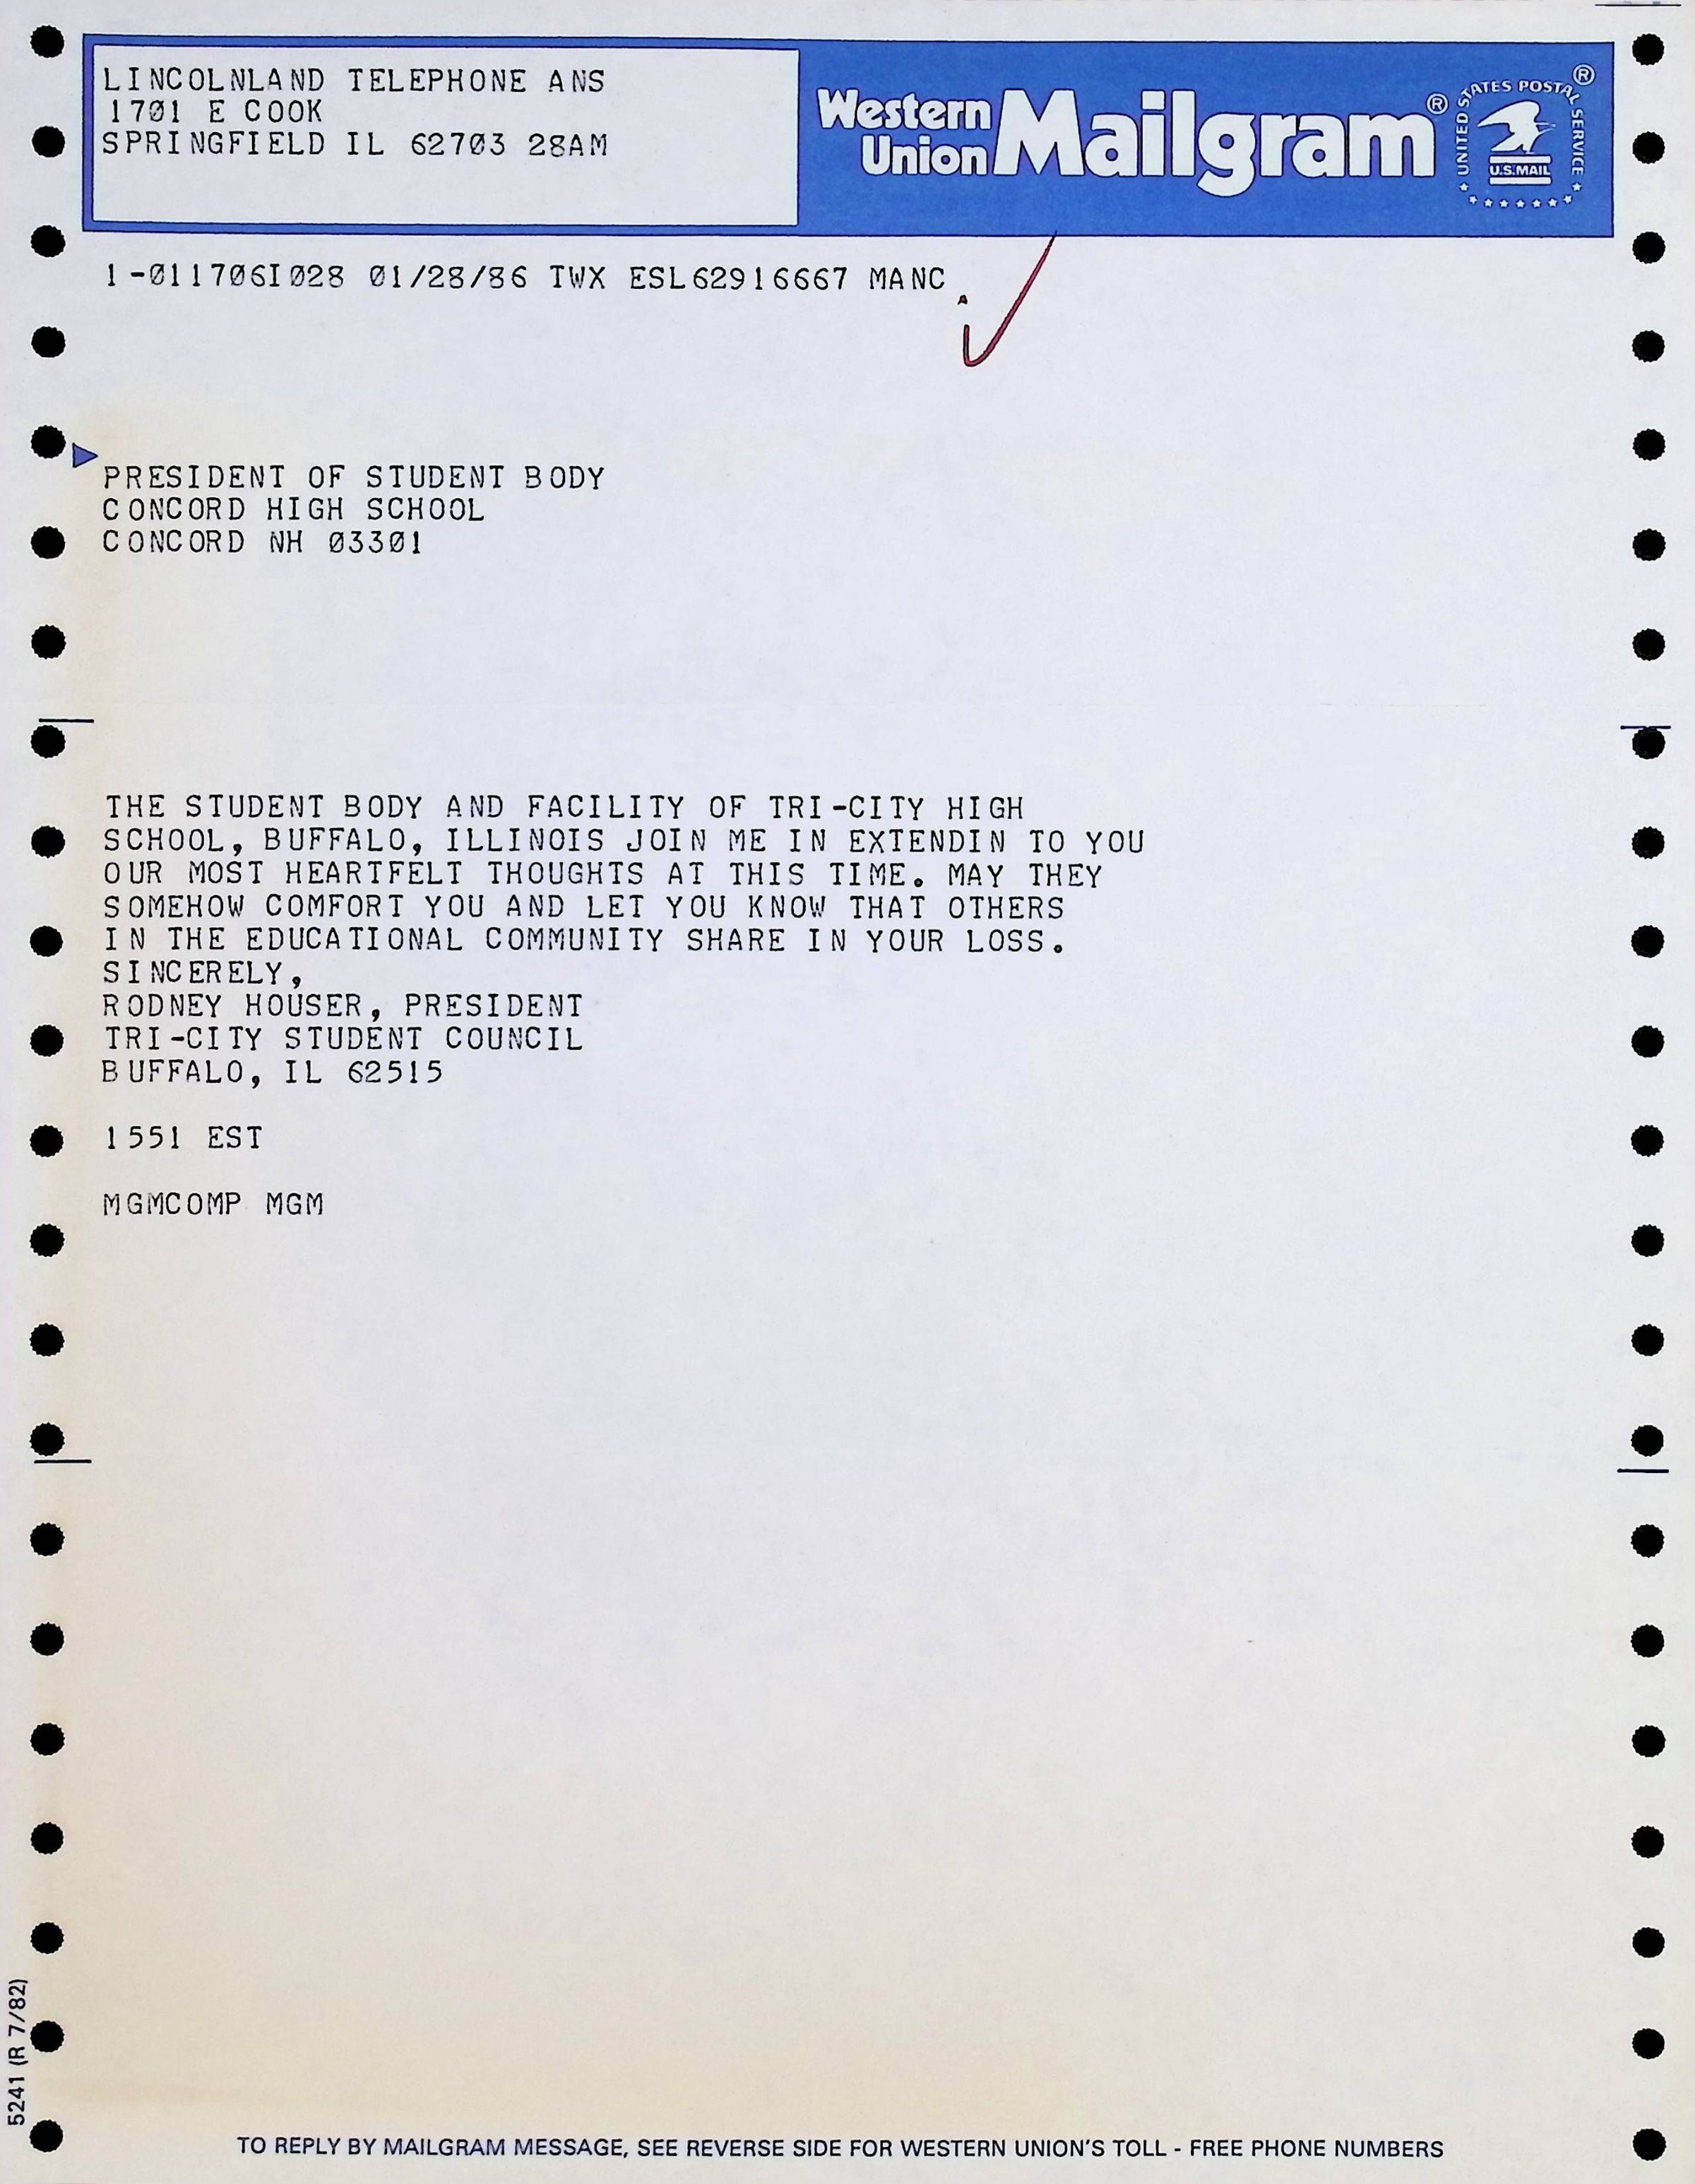 LINCOLNLAND TELEPHONE ANS
1701 E COOK
SPRINGFIELD IL 62703 28AM
Western Union Mailgram®
UNITED STATES POSTAL SERVICE ®
U.S.MAIL
1-011706I028 01/28/86 TWX ESL62916667 MANC
PRESIDENT OF STUDENT BODY
CONCORD HIGH SCHOOL
CONCORD NH 03301
THE STUDENT BODY AND FACILITY OF TRI-CITY HIGH
SCHOOL, BUFFALO, ILLINOIS JOIN ME IN EXTENDIN TO YOU
OUR MOST HEARTFELT THOUGHTS AT THIS TIME. MAY THEY
SOMEHOW COMFORT YOU AND LET YOU KNOW THAT OTHERS
IN THE EDUCATIONAL COMMUNITY SHARE IN YOUR LOSS.
SINCERELY,
RODNEY HOUSER, PRESIDENT
TRI-CITY STUDENT COUNCIL
BUFFALO, IL 62515
1551 EST
MGMCOMP MGM
5241 (R 7/82)
TO REPLY BY MAILGRAM MESSAGE, SEE REVERSE SIDE FOR WESTERN UNION'S TOLL - FREE PHONE NUMBERS